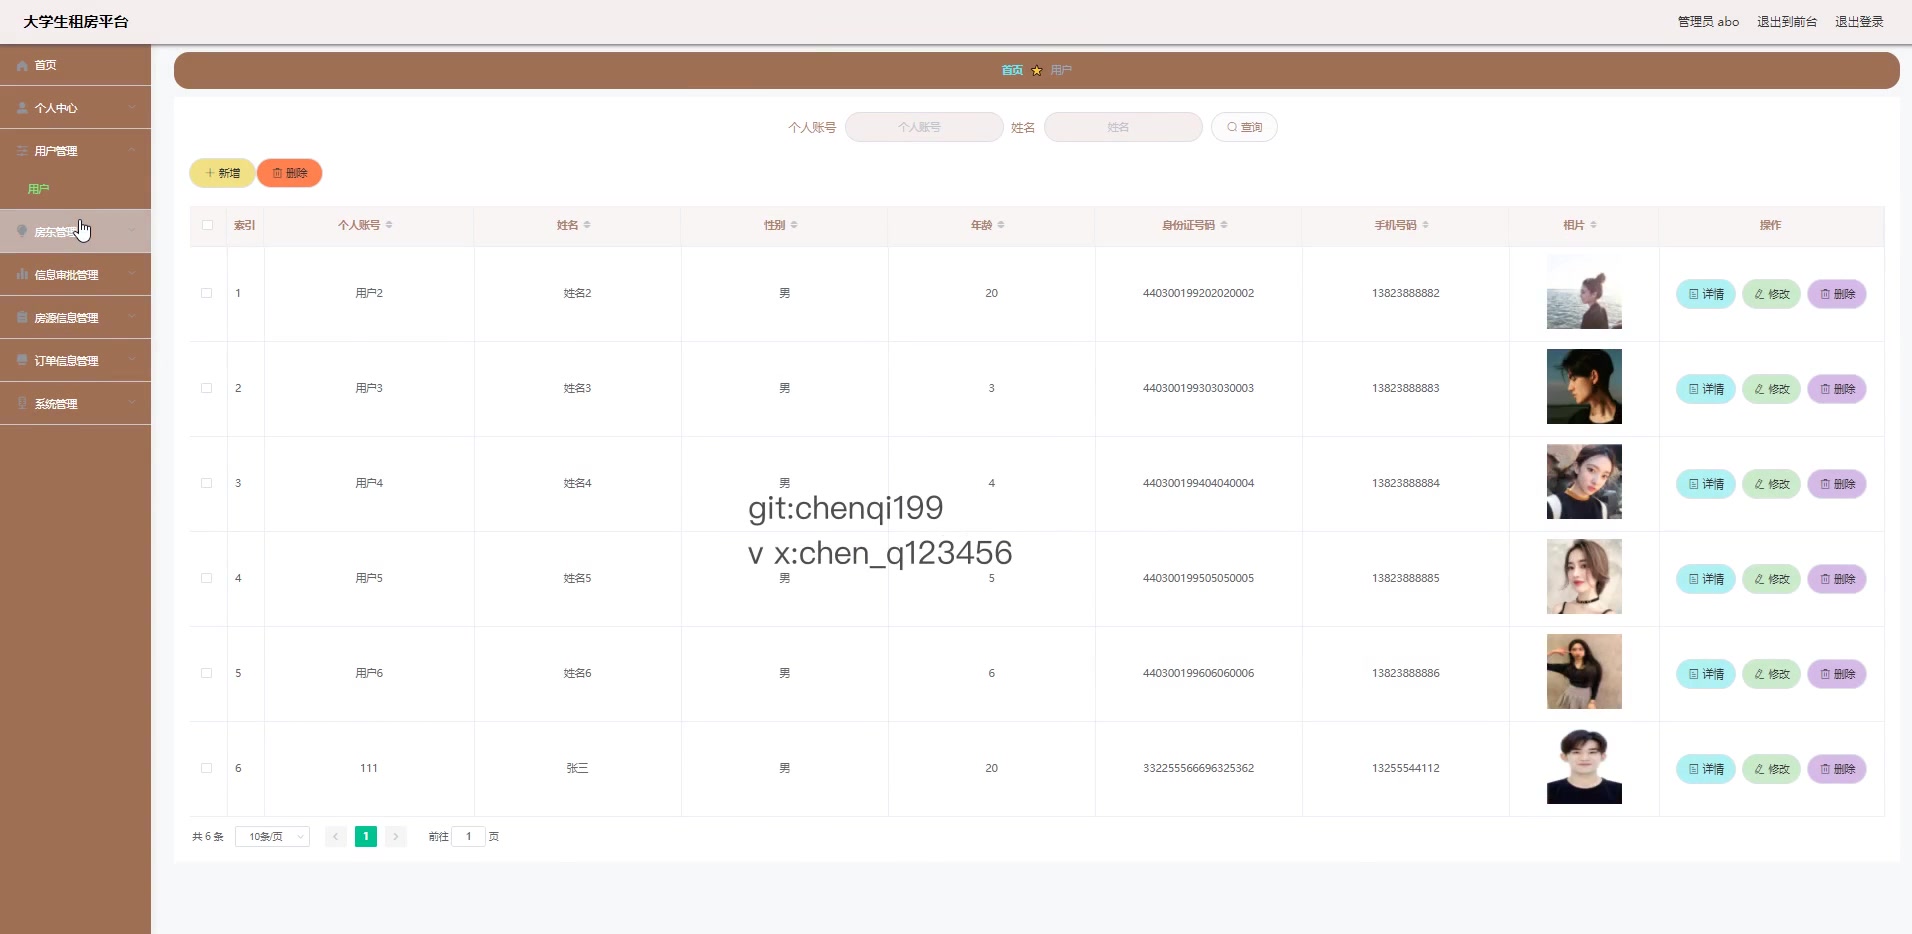 大学生租房平台
管理员 abo 退出到前台 退出登录
首页
个人中心
用户管理
用户
房东管理
信息审批管理
房源信息管理
订单信息管理
系统管理
首页 用户
个人账号 个人账号 姓名 姓名 查询
新增 删除
索引 个人账号 姓名 性别 年龄 身份证号码 手机号码 相片 操作
1 用户2 姓名2 男 20 440300199202020002 13823888882 详情 修改 删除
2 用户3 姓名3 男 3 440300199303030003 13823888883 详情 修改 删除
3 用户4 姓名4 男 4 440300199404040004 13823888884 详情 修改 删除
git:chenqi199
v x:chen_q123456
4 用户5 姓名5 男 5 440300199505050005 13823888885 详情 修改 删除
5 用户6 姓名6 男 6 440300199606060006 13823888886 详情 修改 删除
6 111 张三 男 20 332255566696325362 13255544112 详情 修改 删除
共 6 条 10条/页 1 前往 1 页